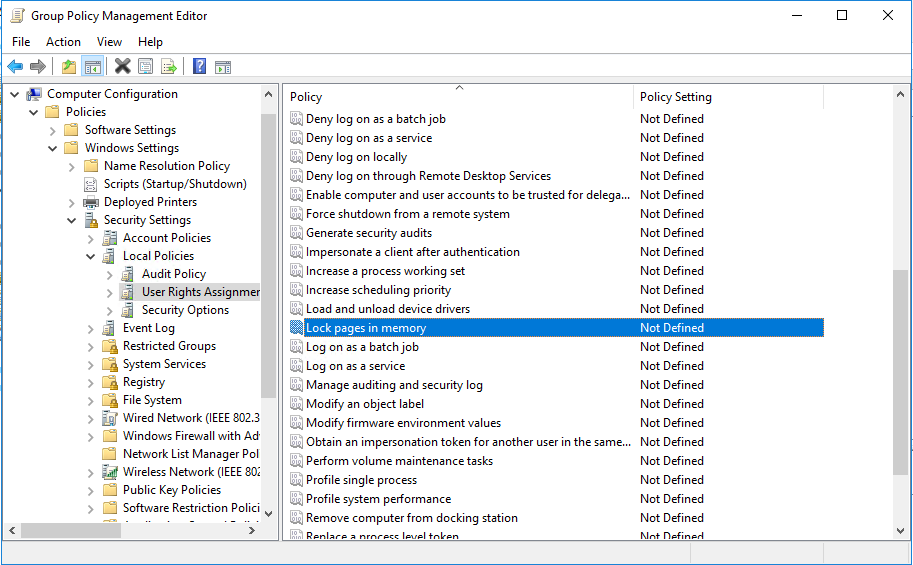 Group Policy Management Editor
File Action View Help
Computer Configuration
Policies
Software Settings
Windows Settings
Name Resolution Policy
Scripts (Startup/Shutdown)
Deployed Printers
Security Settings
Account Policies
Local Policies
Audit Policy
User Rights Assignmer
Security Options
Event Log
Restricted Groups
System Services
Registry
File System
Wired Network (IEEE 802.3
Windows Firewall with Adv
Network List Manager Pol
Wireless Network (IEEE 802
Public Key Policies
Software Restriction Polici
Policy Policy Setting
Deny log on as a batch job Not Defined
Deny log on as a service Not Defined
Deny log on locally Not Defined
Deny log on through Remote Desktop Services Not Defined
Enable computer and user accounts to be trusted for delega... Not Defined
Force shutdown from a remote system Not Defined
Generate security audits Not Defined
Impersonate a client after authentication Not Defined
Increase a process working set Not Defined
Increase scheduling priority Not Defined
Load and unload device drivers Not Defined
Lock pages in memory Not Defined
Log on as a batch job Not Defined
Log on as a service Not Defined
Manage auditing and security log Not Defined
Modify an object label Not Defined
Modify firmware environment values Not Defined
Obtain an impersonation token for another user in the same... Not Defined
Perform volume maintenance tasks Not Defined
Profile single process Not Defined
Profile system performance Not Defined
Remove computer from docking station Not Defined
Replace a process level token Not Defined